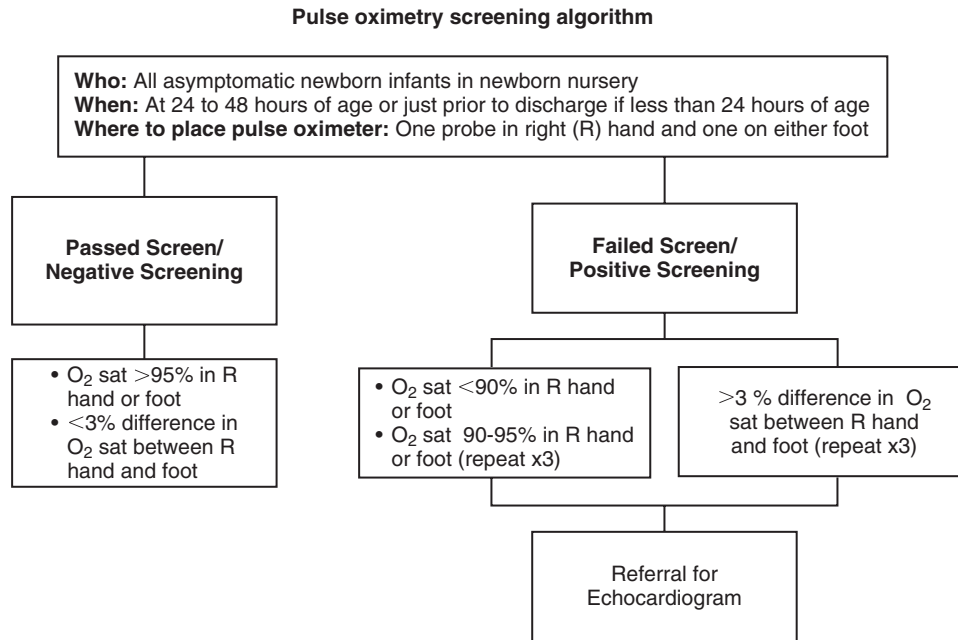 Pulse oximetry screening algorithm
Who: All asymptomatic newborn infants in newborn nursery
When: At 24 to 48 hours of age or just prior to discharge if less than 24 hours of age
Where to place pulse oximeter: One probe in right (R) hand and one on either foot
Passed Screen/
Negative Screening
Failed Screen/
Positive Screening
• O₂ sat >95% in R
hand or foot
• <3% difference in
O₂ sat between R
hand and foot
• O₂ sat <90% in R hand
or foot
• O₂ sat 90-95% in R hand
or foot (repeat x3)
>3 % difference in O₂
sat between R hand
and foot (repeat x3)
Referral for
Echocardiogram